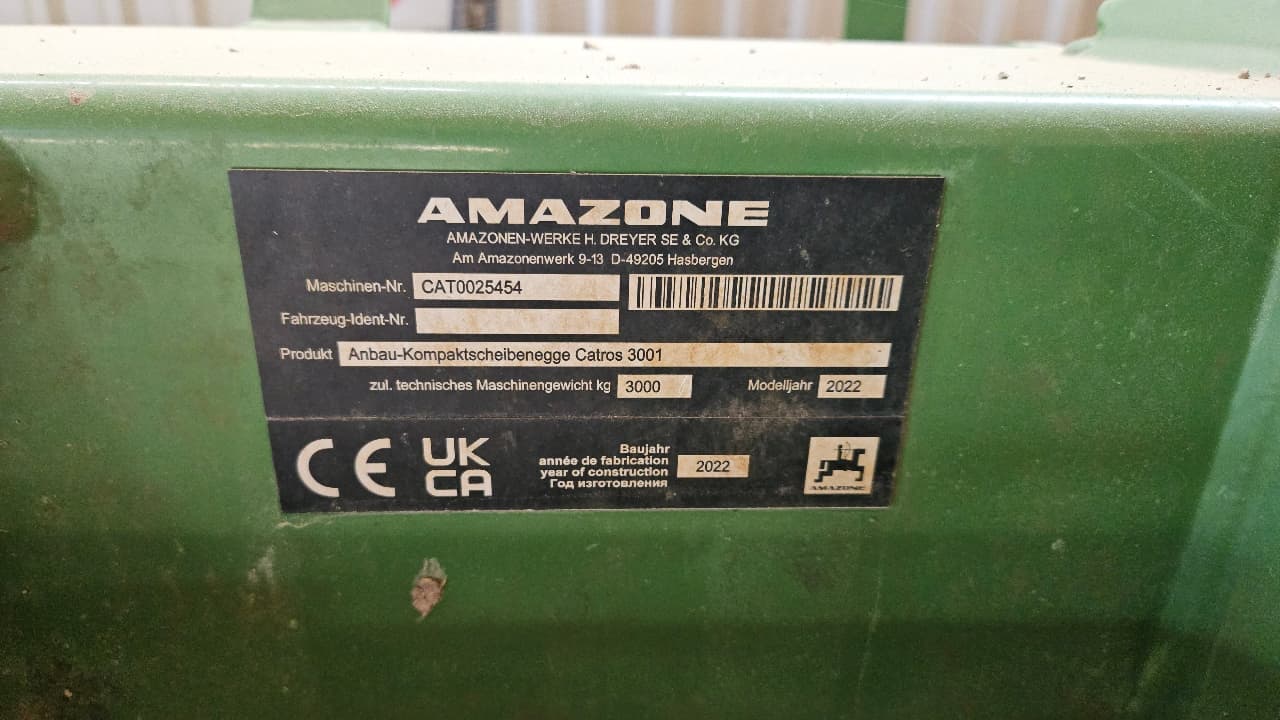 AMAZONE
AMAZONEN-WERKE H. DREYER SE & Co. KG
Am Amazonenwerk 9-13 D-49205 Hasbergen
Maschinen-Nr. CAT0025454
Fahrzeug-Ident-Nr.
Produkt Anbau-Kompaktscheibenegge Catros 3001
zul. technisches Maschinengewicht kg 3000 Modelljahr 2022
CE UK
CA
Baujahr
année de fabrication
year of construction 2022
Год изготовления
AMAZONE